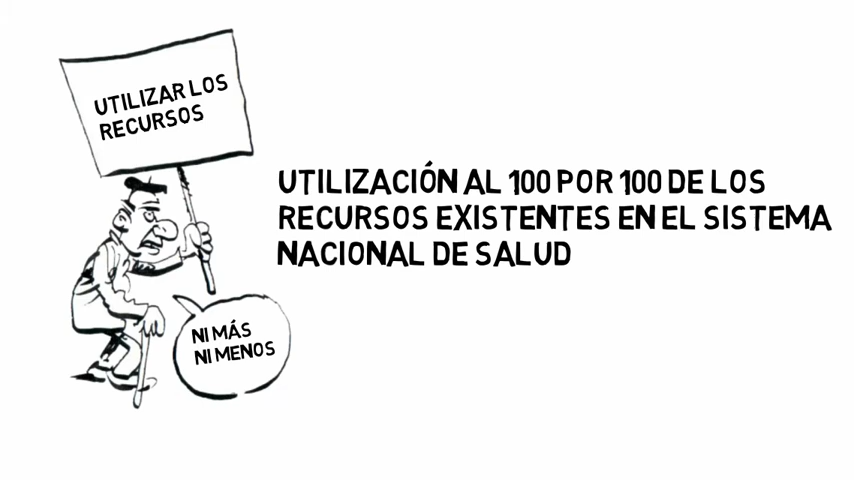 UTILIZAR LOS
RECURSOS
UTILIZACIÓN AL 100 POR 100 DE LOS
RECURSOS EXISTENTES EN EL SISTEMA
NACIONAL DE SALUD
NI MÁS
NI MENOS